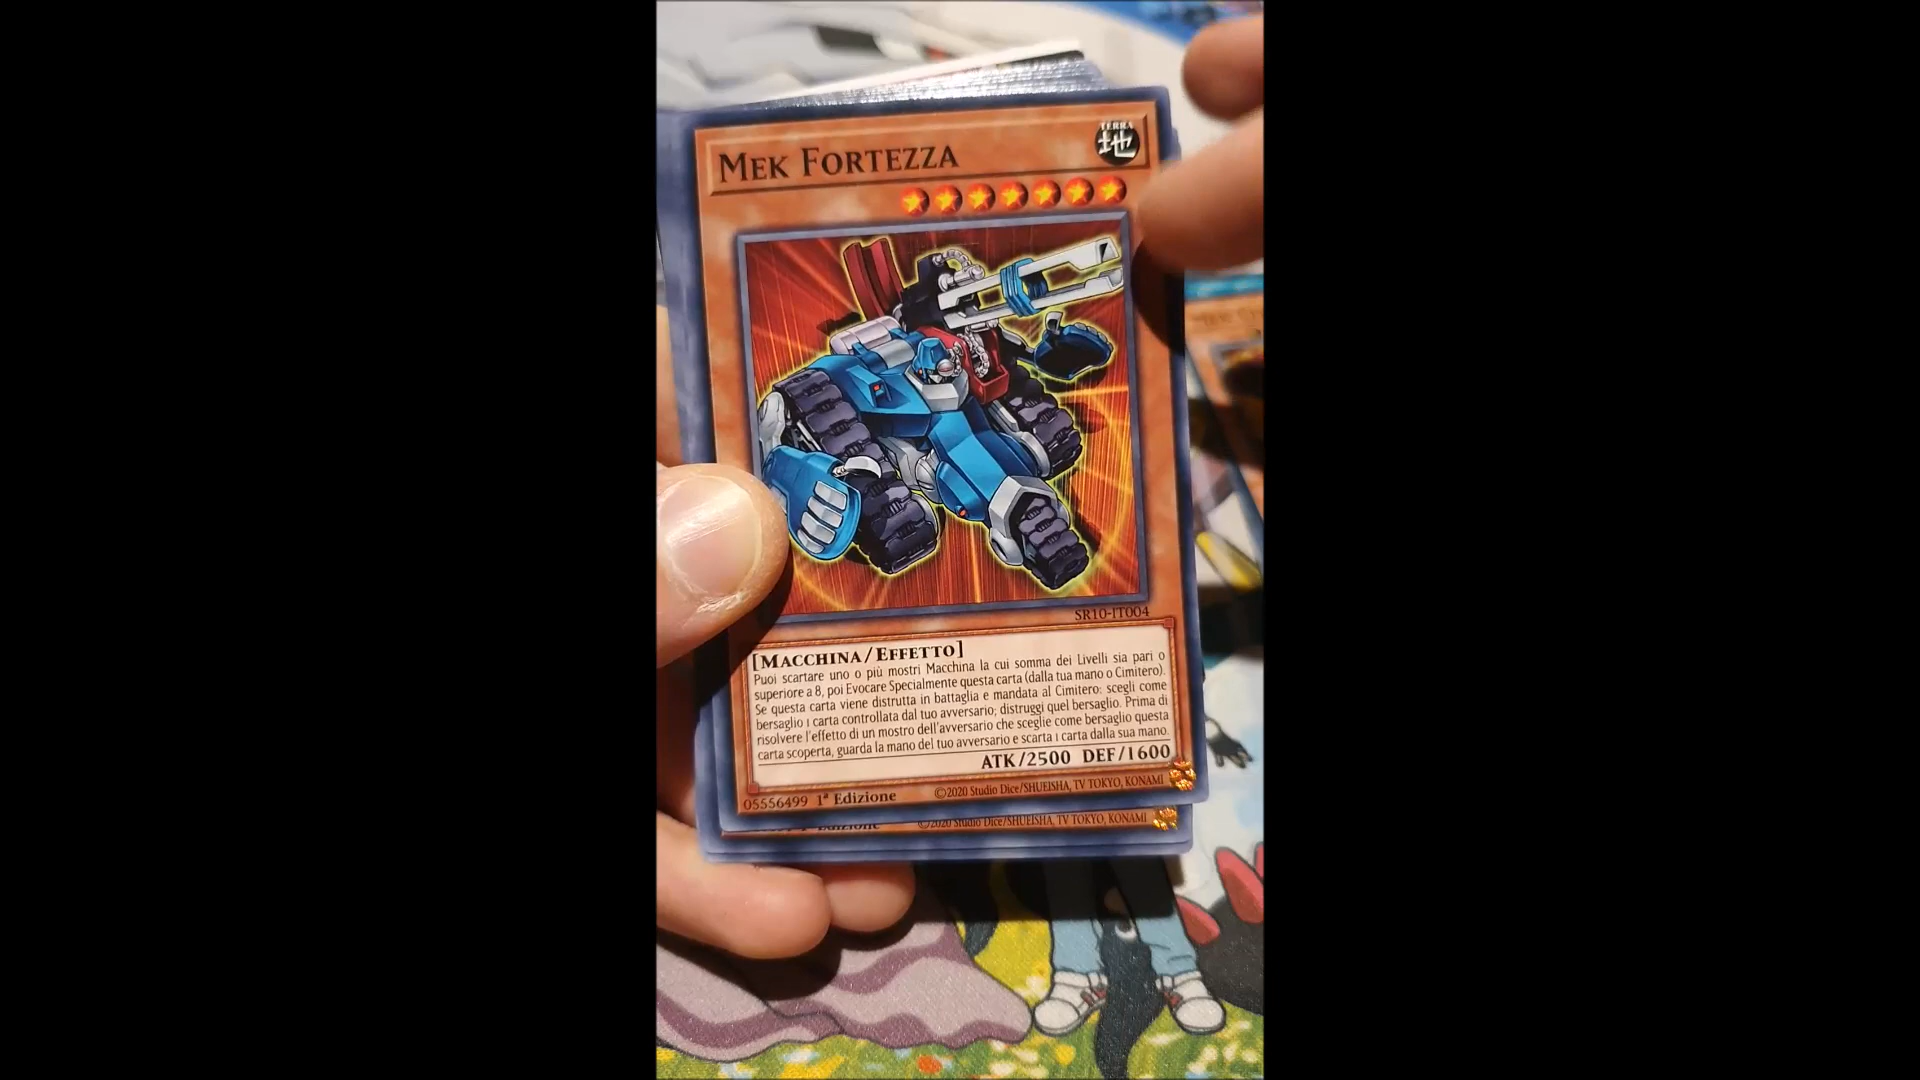 MEK FORTEZZA
TERRA
地
SR10-IT004
[MACCHINA/EFFETTO]
Puoi scartare uno o più mostri Macchina la cui somma dei Livelli sia pari o
superiore a 8, poi Evocare Specialmente questa carta (dalla tua mano o Cimitero).
Se questa carta viene distrutta in battaglia e mandata al Cimitero: scegli come
bersaglio 1 carta controllata dal tuo avversario; distruggi quel bersaglio. Prima di
risolvere l'effetto di un mostro dell'avversario che sceglie come bersaglio questa
carta scoperta, guarda la mano del tuo avversario e scarta 1 carta dalla sua mano.
ATK/2500 DEF/1600
05556499 1ª Edizione ©2020 Studio Dice/SHUEISHA, TV TOKYO, KONAMI
Edizione ©2020 Studio Dice/SHUEISHA, TV TOKYO, KONAMI